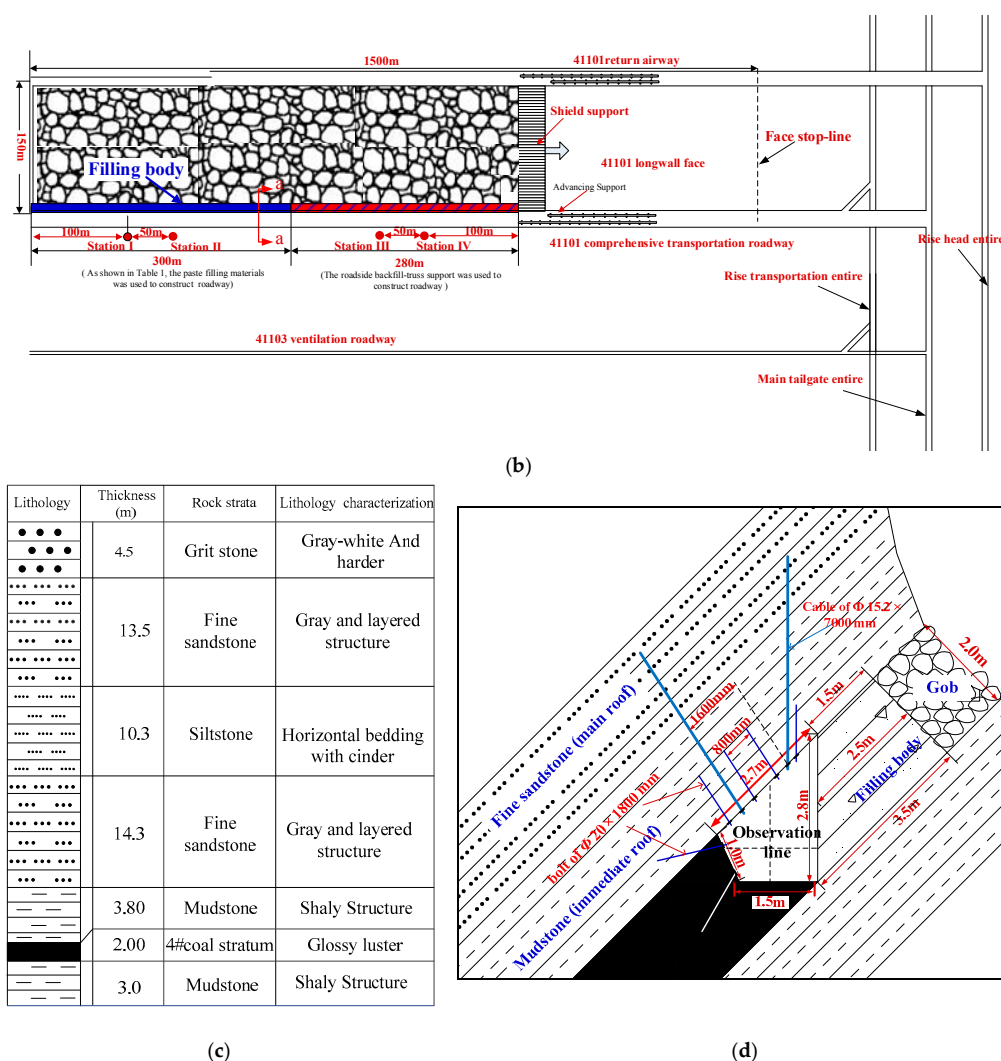 1500m
41101return airway
150m
Shield support
Face stop-line
Filling body
a
41101 longwall face
Advancing Support
a
100m
50m
Station I
Station II
Station III
50m
Station IV
100m
41101 comprehensive transportation roadway
Rise head entire
300m
280m
( As shown in Table 1, the paste filling materials
was used to construct roadway)
(The roadside backfill-truss support was used to
construct roadway )
Rise transportation entire
41103 ventilation roadway
Main tailgate entire
(b)
Lithology
Thickness
(m)
Rock strata
Lithology characterization
4.5
Grit stone
Gray-white And
harder
13.5
Fine
sandstone
Gray and layered
structure
10.3
Siltstone
Horizontal bedding
with cinder
14.3
Fine
sandstone
Gray and layered
structure
3.80
Mudstone
Shaly Structure
2.00
4#coal stratum
Glossy luster
3.0
Mudstone
Shaly Structure
(c)
Cable of Φ 15.2 ×
7000 mm
2.0m
Gob
1.5m
1600mm
800mm
2.7m
2.5m
Filling body
3.5m
2.8m
Fine sandstone (main roof)
bolt of Φ 20 × 1800 mm
Mudstone (immediate roof)
Observation
line
1.0m
1.5m
(d)